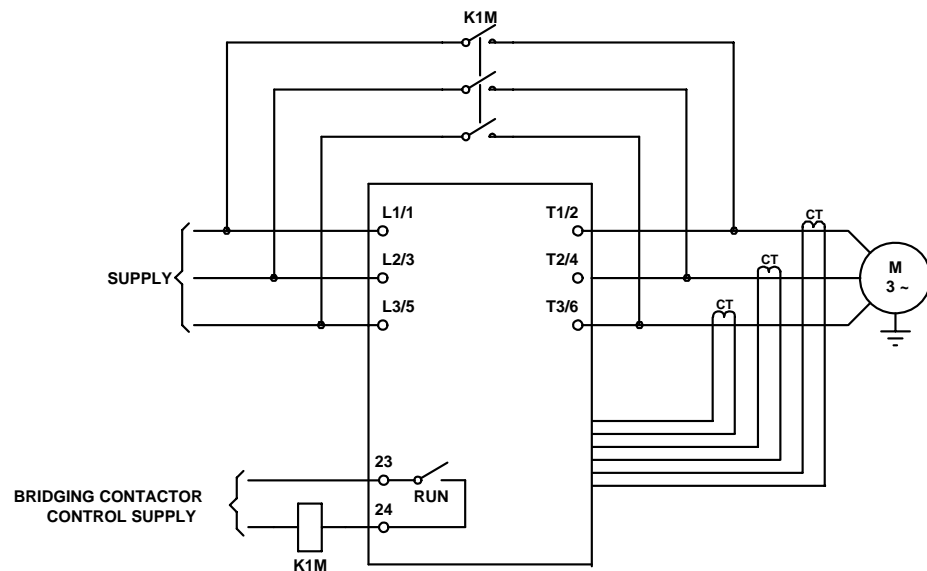 K1M
L1/1
T1/2
CT
L2/3
T2/4
CT
M
3 ~
SUPPLY
L3/5
T3/6
CT
23
RUN
BRIDGING CONTACTOR
CONTROL SUPPLY
24
K1M